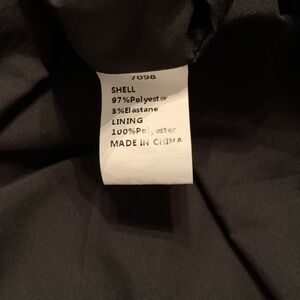 7098
SHELL
97%Polyester
3%Elastane
LINING
100%Polyester
MADE IN CHINA